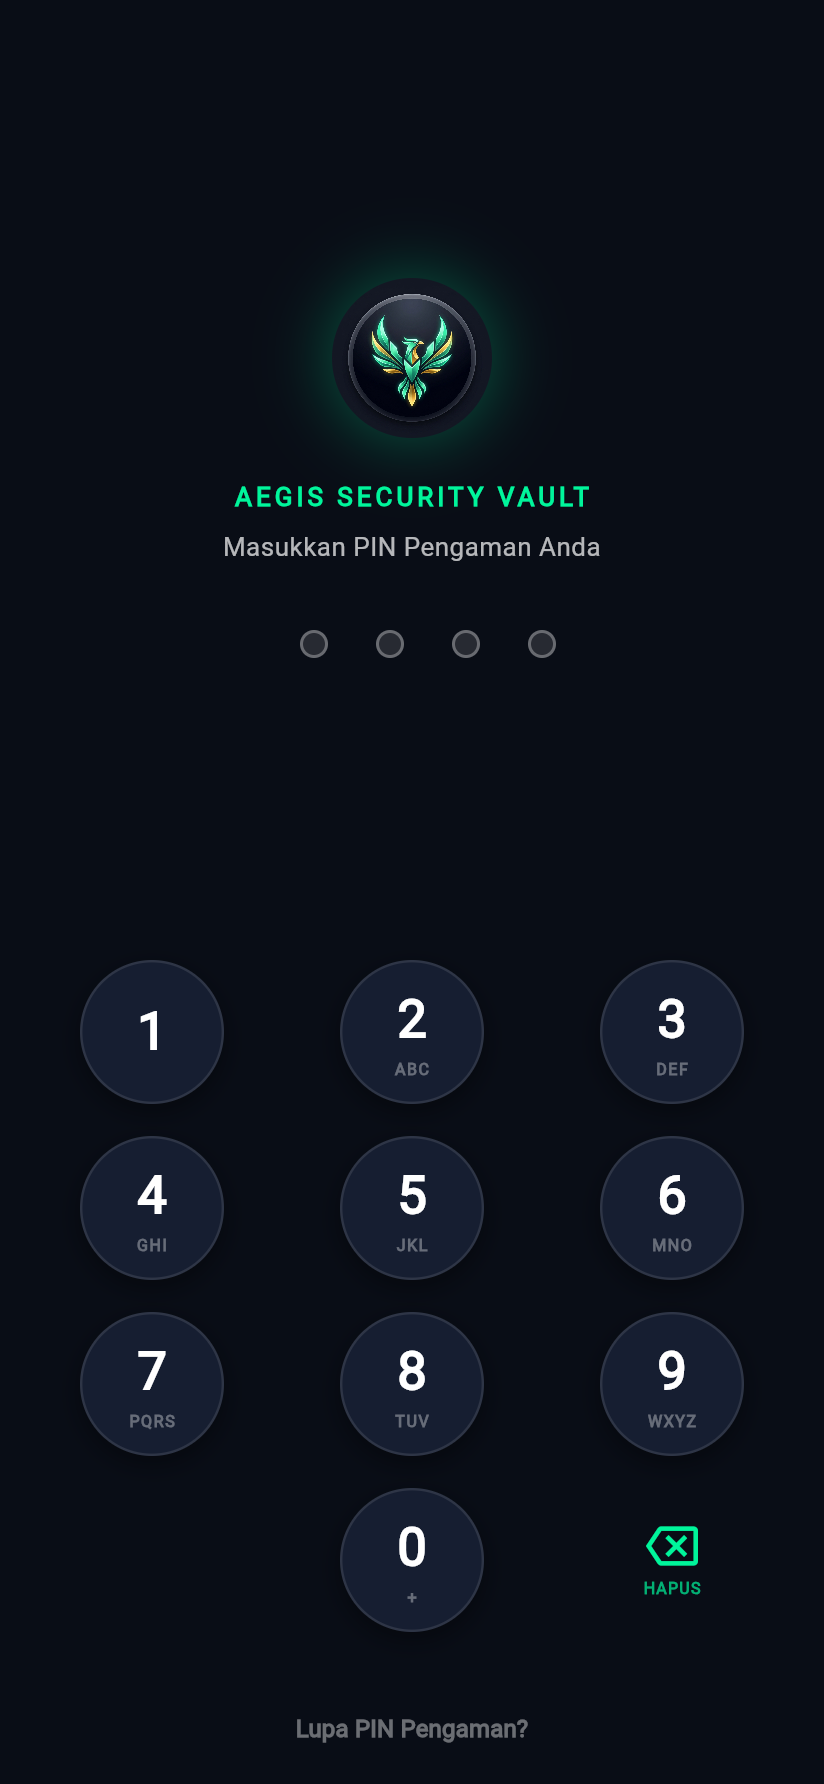 AEGIS SECURITY VAULT
Masukkan PIN Pengaman Anda
1
2
ABC
3
DEF
4
GHI
5
JKL
6
MNO
7
PQRS
8
TUV
9
WXYZ
0
+
HAPUS
Lupa PIN Pengaman?